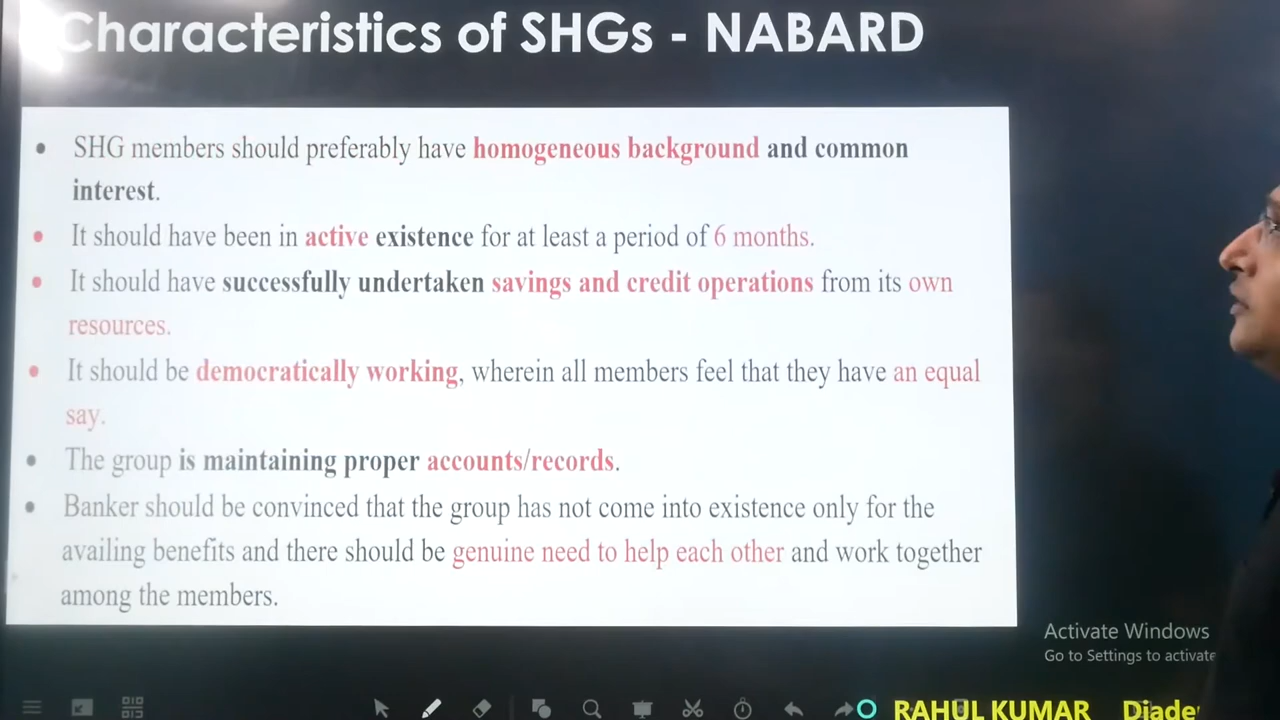 Characteristics of SHGs - NABARD
• SHG members should preferably have homogeneous background and common
interest.
• It should have been in active existence for at least a period of 6 months.
• It should have successfully undertaken savings and credit operations from its own
resources.
• It should be democratically working, wherein all members feel that they have an equal
say.
• The group is maintaining proper accounts/records.
• Banker should be convinced that the group has not come into existence only for the
availing benefits and there should be genuine need to help each other and work together
among the members.
Activate Windows
Go to Settings to activate
RAHUL KUMAR Diade